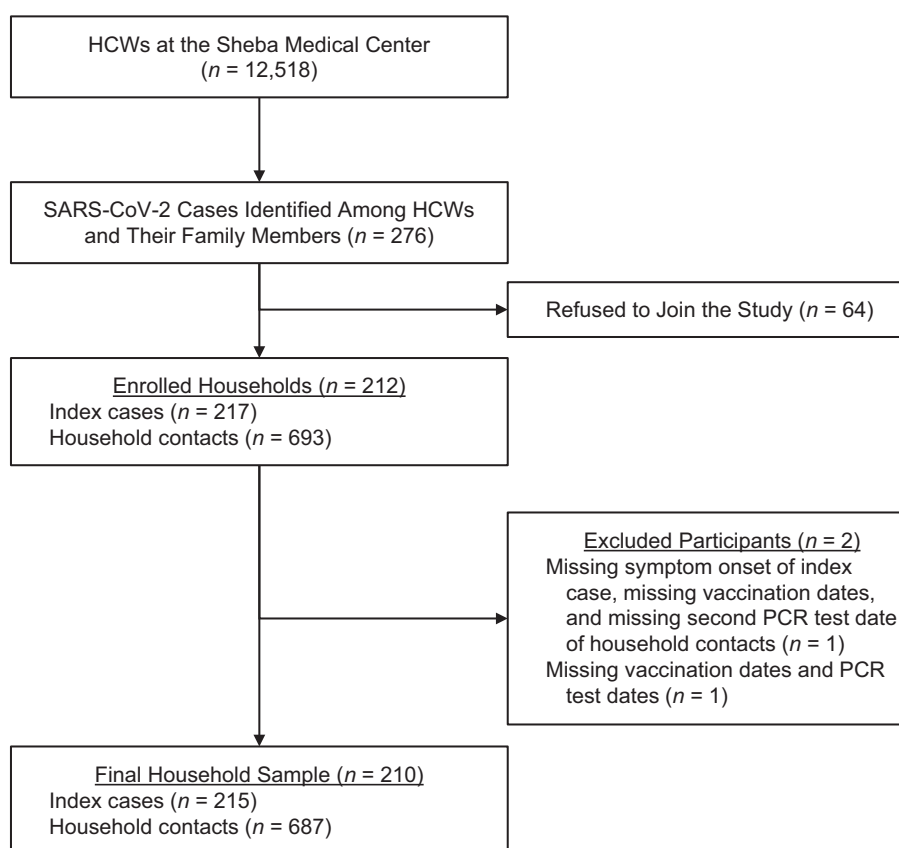 HCWs at the Sheba Medical Center
(n = 12,518)
SARS-CoV-2 Cases Identified Among HCWs
and Their Family Members (n = 276)
Refused to Join the Study (n = 64)
Enrolled Households (n = 212)
Index cases (n = 217)
Household contacts (n = 693)
Excluded Participants (n = 2)
Missing symptom onset of index
case, missing vaccination dates,
and missing second PCR test date
of household contacts (n = 1)
Missing vaccination dates and PCR
test dates (n = 1)
Final Household Sample (n = 210)
Index cases (n = 215)
Household contacts (n = 687)